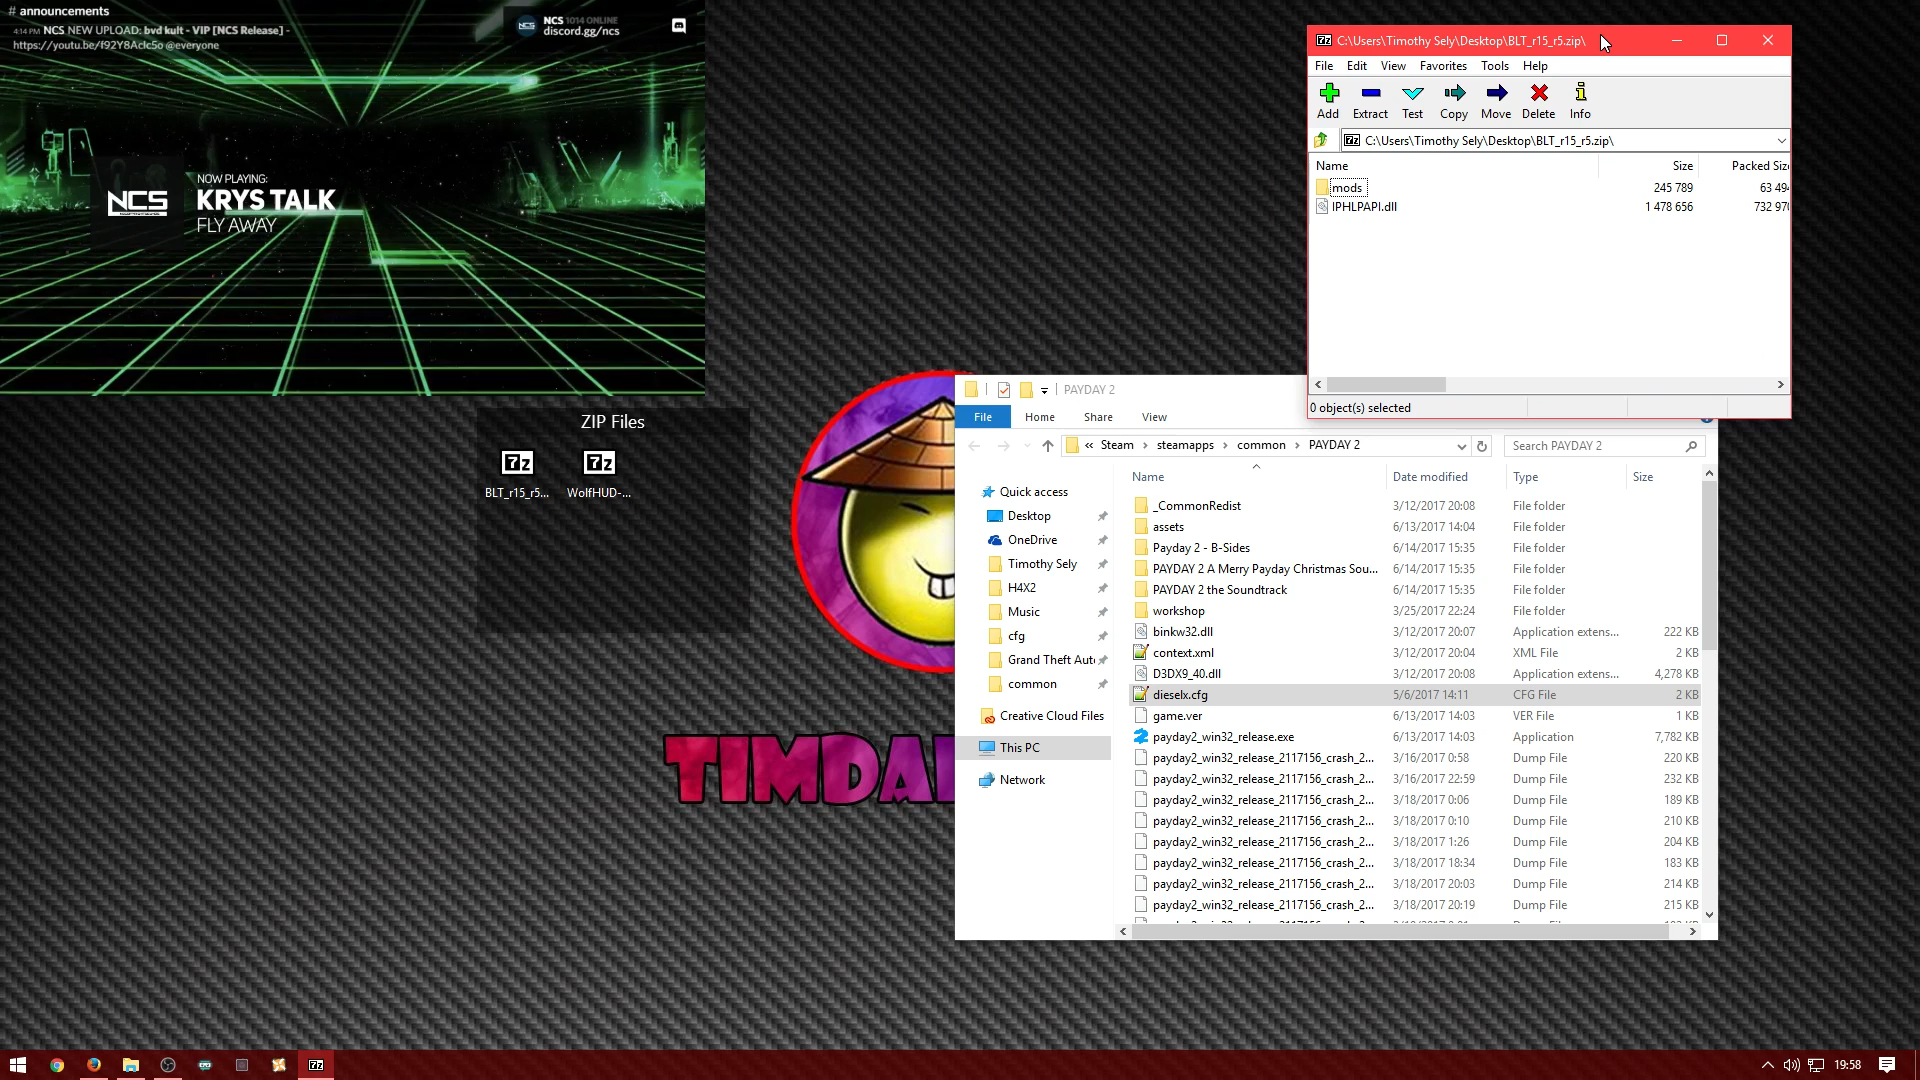 # announcements
4:14 PM NCS NEW UPLOAD: bvd kult - VIP [NCS Release] -
https://youtu.be/f92Y8AcIc5o @everyone
NCS 1014 ONLINE
discord.gg/ncs
NCS
NOW PLAYING:
KRYS TALK
FLY AWAY
ZIP Files
7z
7z
BLT_r15_r5...
WolfHUD-...
TIMDA
C:\Users\Timothy Sely\Desktop\BLT_r15_r5.zip\
File Edit View Favorites Tools Help
Add Extract Test Copy Move Delete Info
C:\Users\Timothy Sely\Desktop\BLT_r15_r5.zip\
Name Size Packed Size
mods 245 789 63 494
IPHLPAPI.dll 1 478 656 732 970
0 object(s) selected
PAYDAY 2
File Home Share View
« Steam > steamapps > common > PAYDAY 2
Search PAYDAY 2
Quick access
Desktop
OneDrive
Timothy Sely
H4X2
Music
cfg
Grand Theft Auto
common
Creative Cloud Files
This PC
Network
Name Date modified Type Size
_CommonRedist 3/12/2017 20:08 File folder
assets 6/13/2017 14:04 File folder
Payday 2 - B-Sides 6/14/2017 15:35 File folder
PAYDAY 2 A Merry Payday Christmas Sou... 6/14/2017 15:35 File folder
PAYDAY 2 the Soundtrack 6/14/2017 15:35 File folder
workshop 3/25/2017 22:24 File folder
binkw32.dll 3/12/2017 20:07 Application extens... 222 KB
context.xml 3/12/2017 20:04 XML File 2 KB
D3DX9_40.dll 3/12/2017 20:08 Application extens... 4,278 KB
dieselx.cfg 5/6/2017 14:11 CFG File 2 KB
game.ver 6/13/2017 14:03 VER File 1 KB
payday2_win32_release.exe 6/13/2017 14:03 Application 7,782 KB
payday2_win32_release_2117156_crash_2... 3/16/2017 0:58 Dump File 220 KB
payday2_win32_release_2117156_crash_2... 3/16/2017 22:59 Dump File 232 KB
payday2_win32_release_2117156_crash_2... 3/18/2017 0:06 Dump File 189 KB
payday2_win32_release_2117156_crash_2... 3/18/2017 0:10 Dump File 210 KB
payday2_win32_release_2117156_crash_2... 3/18/2017 1:26 Dump File 204 KB
payday2_win32_release_2117156_crash_2... 3/18/2017 18:34 Dump File 183 KB
payday2_win32_release_2117156_crash_2... 3/18/2017 20:03 Dump File 214 KB
payday2_win32_release_2117156_crash_2... 3/18/2017 20:19 Dump File 215 KB
19:58